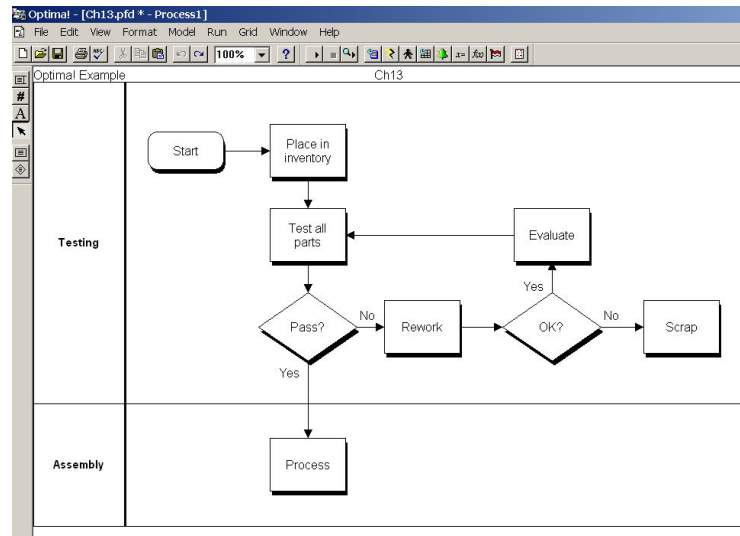 Optima! - [Ch13.pfd * - Process1]
File Edit View Format Model Run Grid Window Help
100%
Optima! Example
Ch13
Start
Place in
inventory
Testing
Test all
parts
Evaluate
Yes
Pass?
No
Rework
OK?
No
Scrap
Yes
Assembly
Process